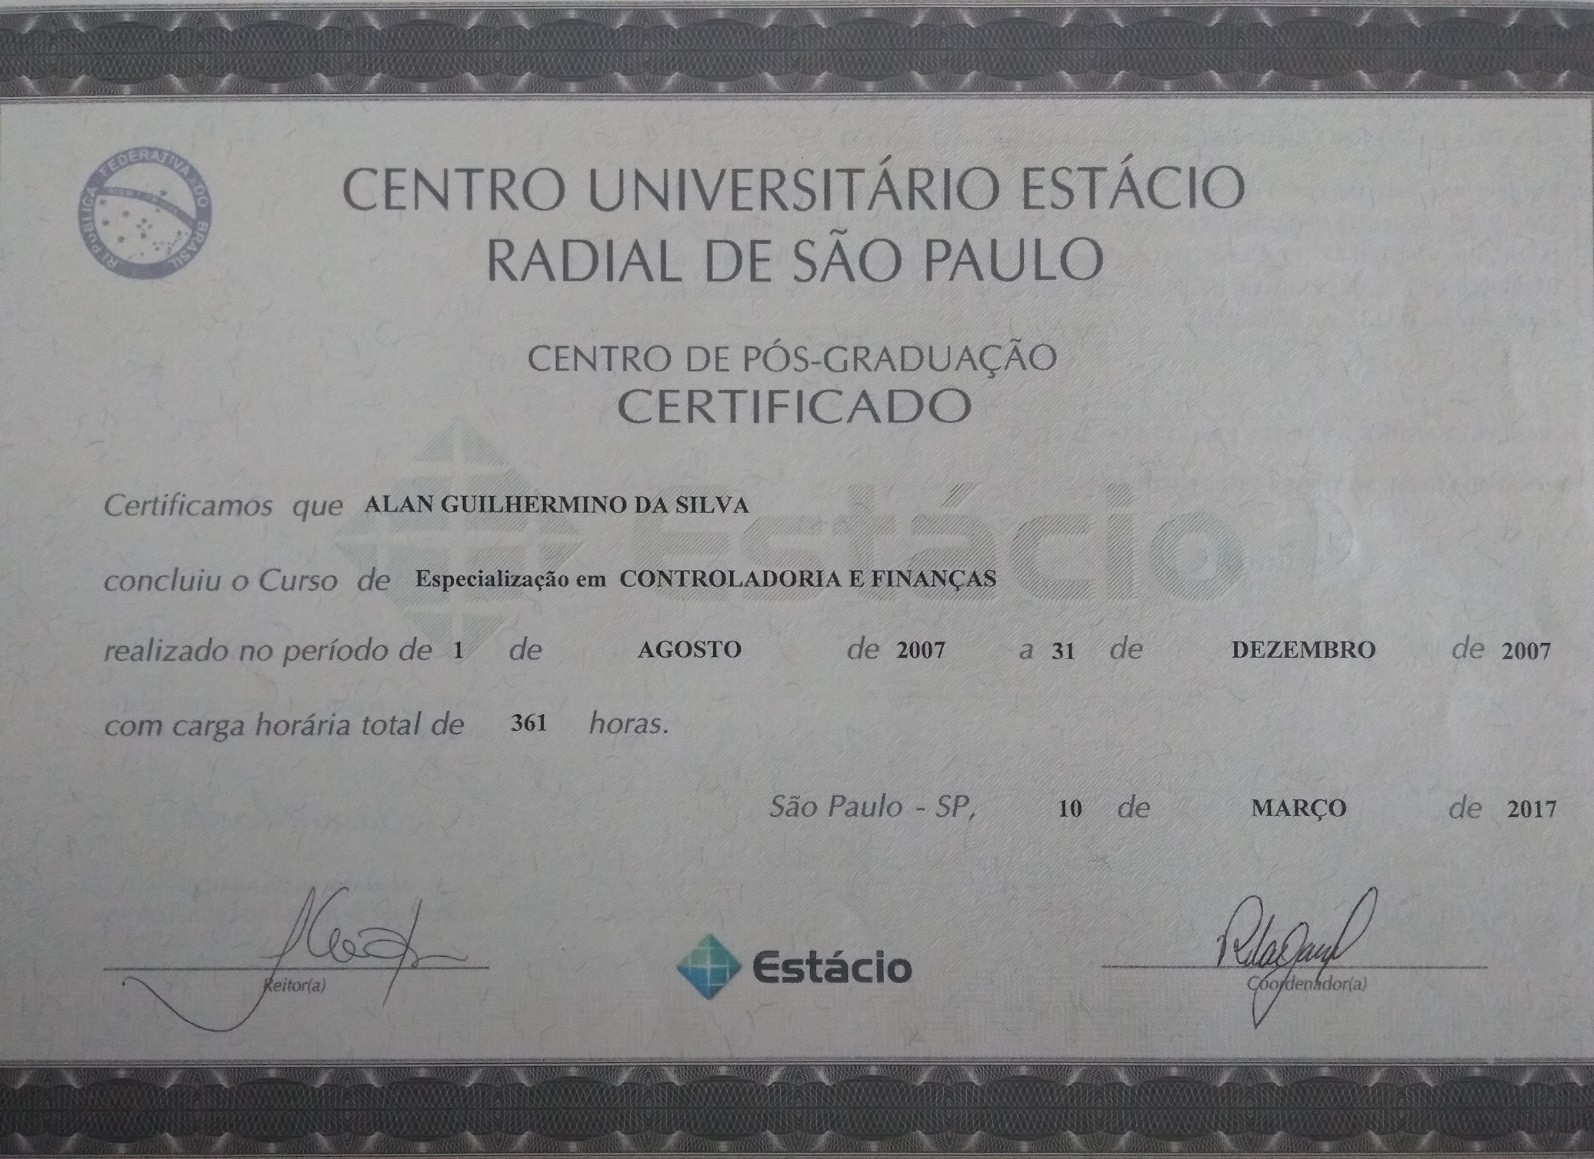 REPÚBLICA FEDERATIVA DO BRASIL
CENTRO UNIVERSITÁRIO ESTÁCIO
RADIAL DE SÃO PAULO
CENTRO DE PÓS-GRADUAÇÃO
CERTIFICADO
Estácio
Certificamos que ALAN GUILHERMINO DA SILVA
concluiu o Curso de Especialização em CONTROLADORIA E FINANÇAS
realizado no período de 1 de AGOSTO de 2007 a 31 de DEZEMBRO de 2007
com carga horária total de 361 horas.
São Paulo - SP, 10 de MARÇO de 2017
Reitor(a)
Estácio
Coordenador(a)